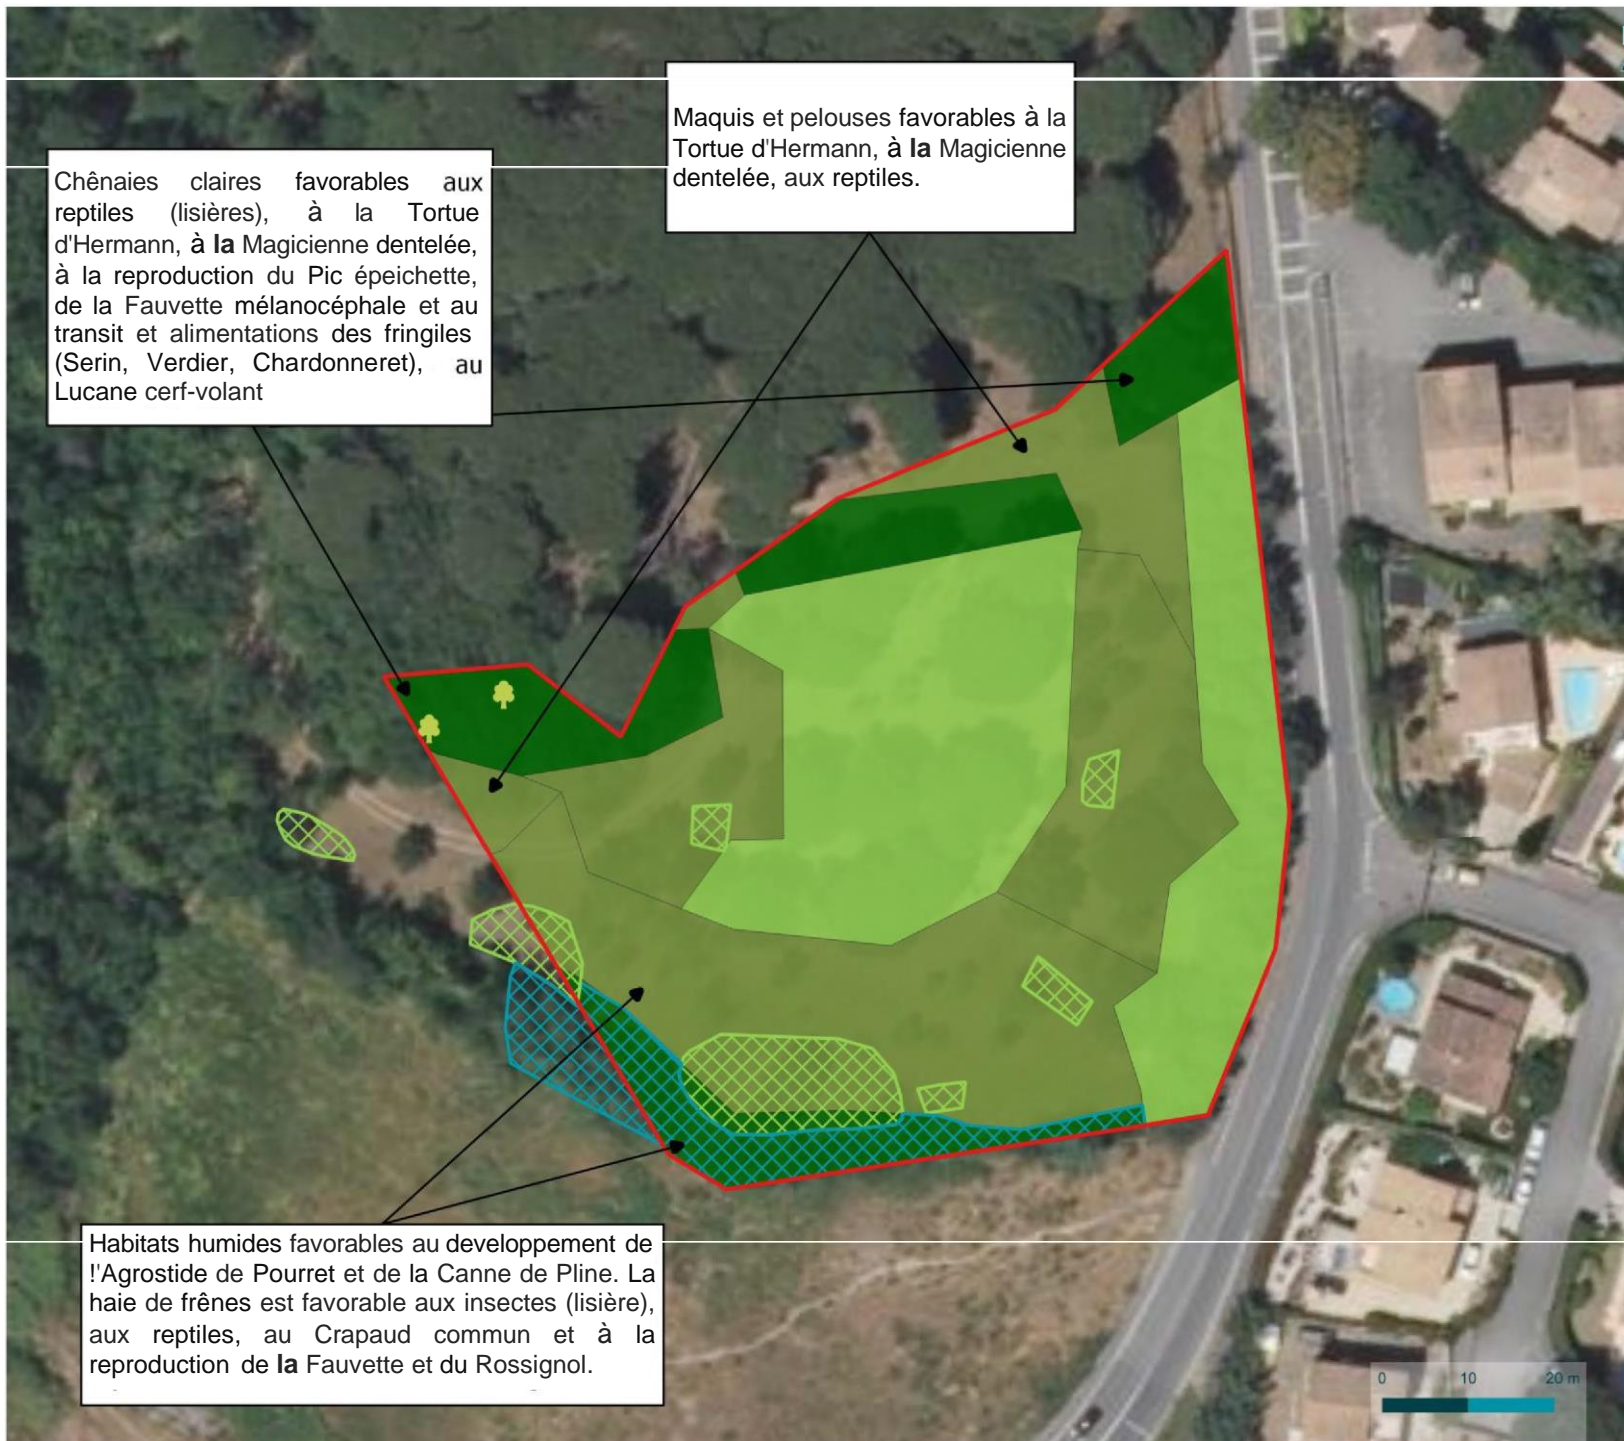 Maquis et pelouses favorables à la
Tortue d'Hermann, à la Magicienne
dentelée, aux reptiles.
Chênaies claires favorables aux
reptiles (lisières), à la Tortue
d'Hermann, à la Magicienne dentelée,
à la reproduction du Pic épeichette,
de la Fauvette mélanocéphale et au
transit et alimentations des fringiles
(Serin, Verdier, Chardonneret), au
Lucane cerf-volant
Habitats humides favorables au developpement de
!'Agrostide de Pourret et de la Canne de Pline. La
haie de frênes est favorable aux insectes (lisière),
aux reptiles, au Crapaud commun et à la
reproduction de la Fauvette et du Rossignol.
0 10 20 m